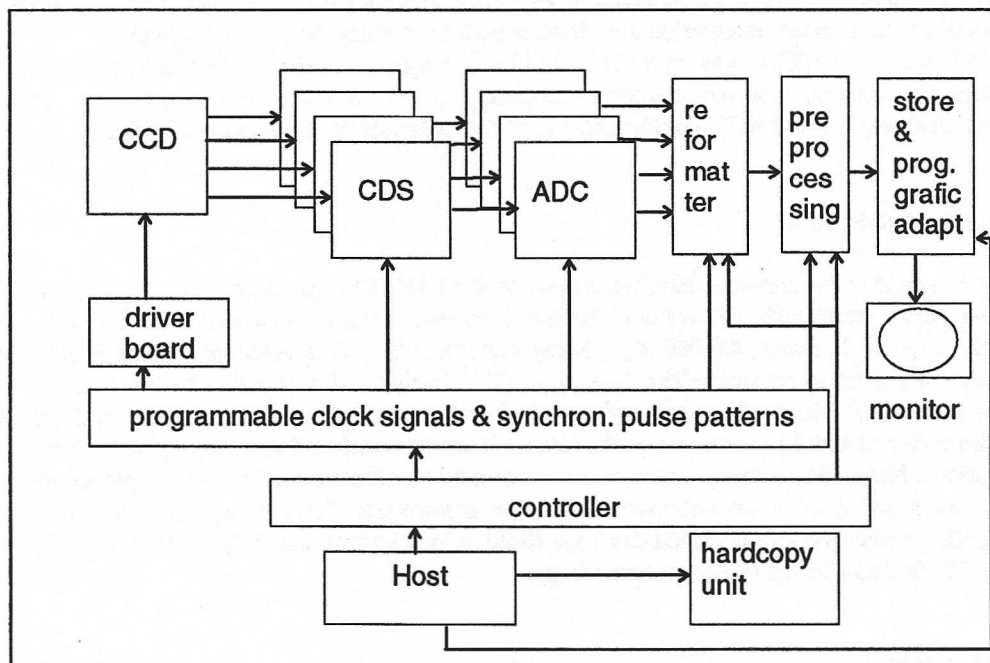 CCD
CDS
ADC
re
for
mat
ter
pre
pro
ces
sing
store
&
prog.
grafic
adapt
driver
board
monitor
programmable clock signals & synchron. pulse patterns
controller
Host
hardcopy
unit